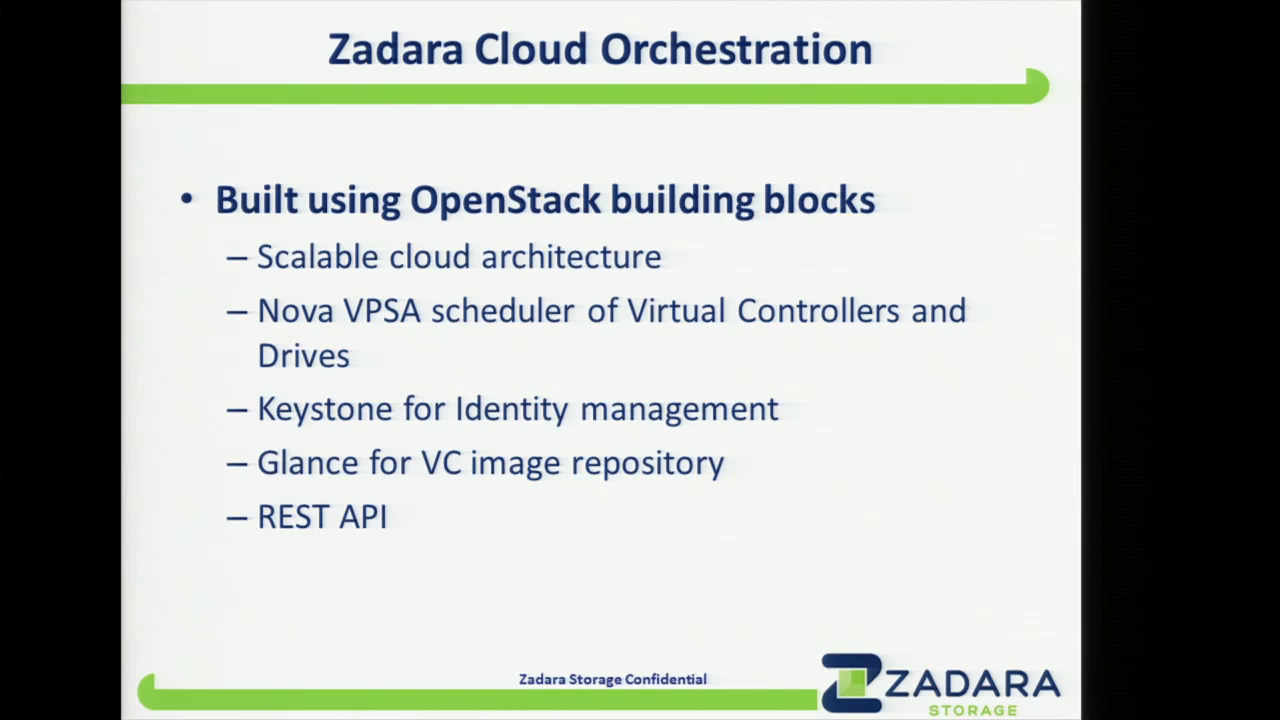 Zadara Cloud Orchestration
• Built using OpenStack building blocks
– Scalable cloud architecture
– Nova VPSA scheduler of Virtual Controllers and
Drives
– Keystone for Identity management
– Glance for VC image repository
– REST API
Zadara Storage Confidential
ZADARA
STORAGE